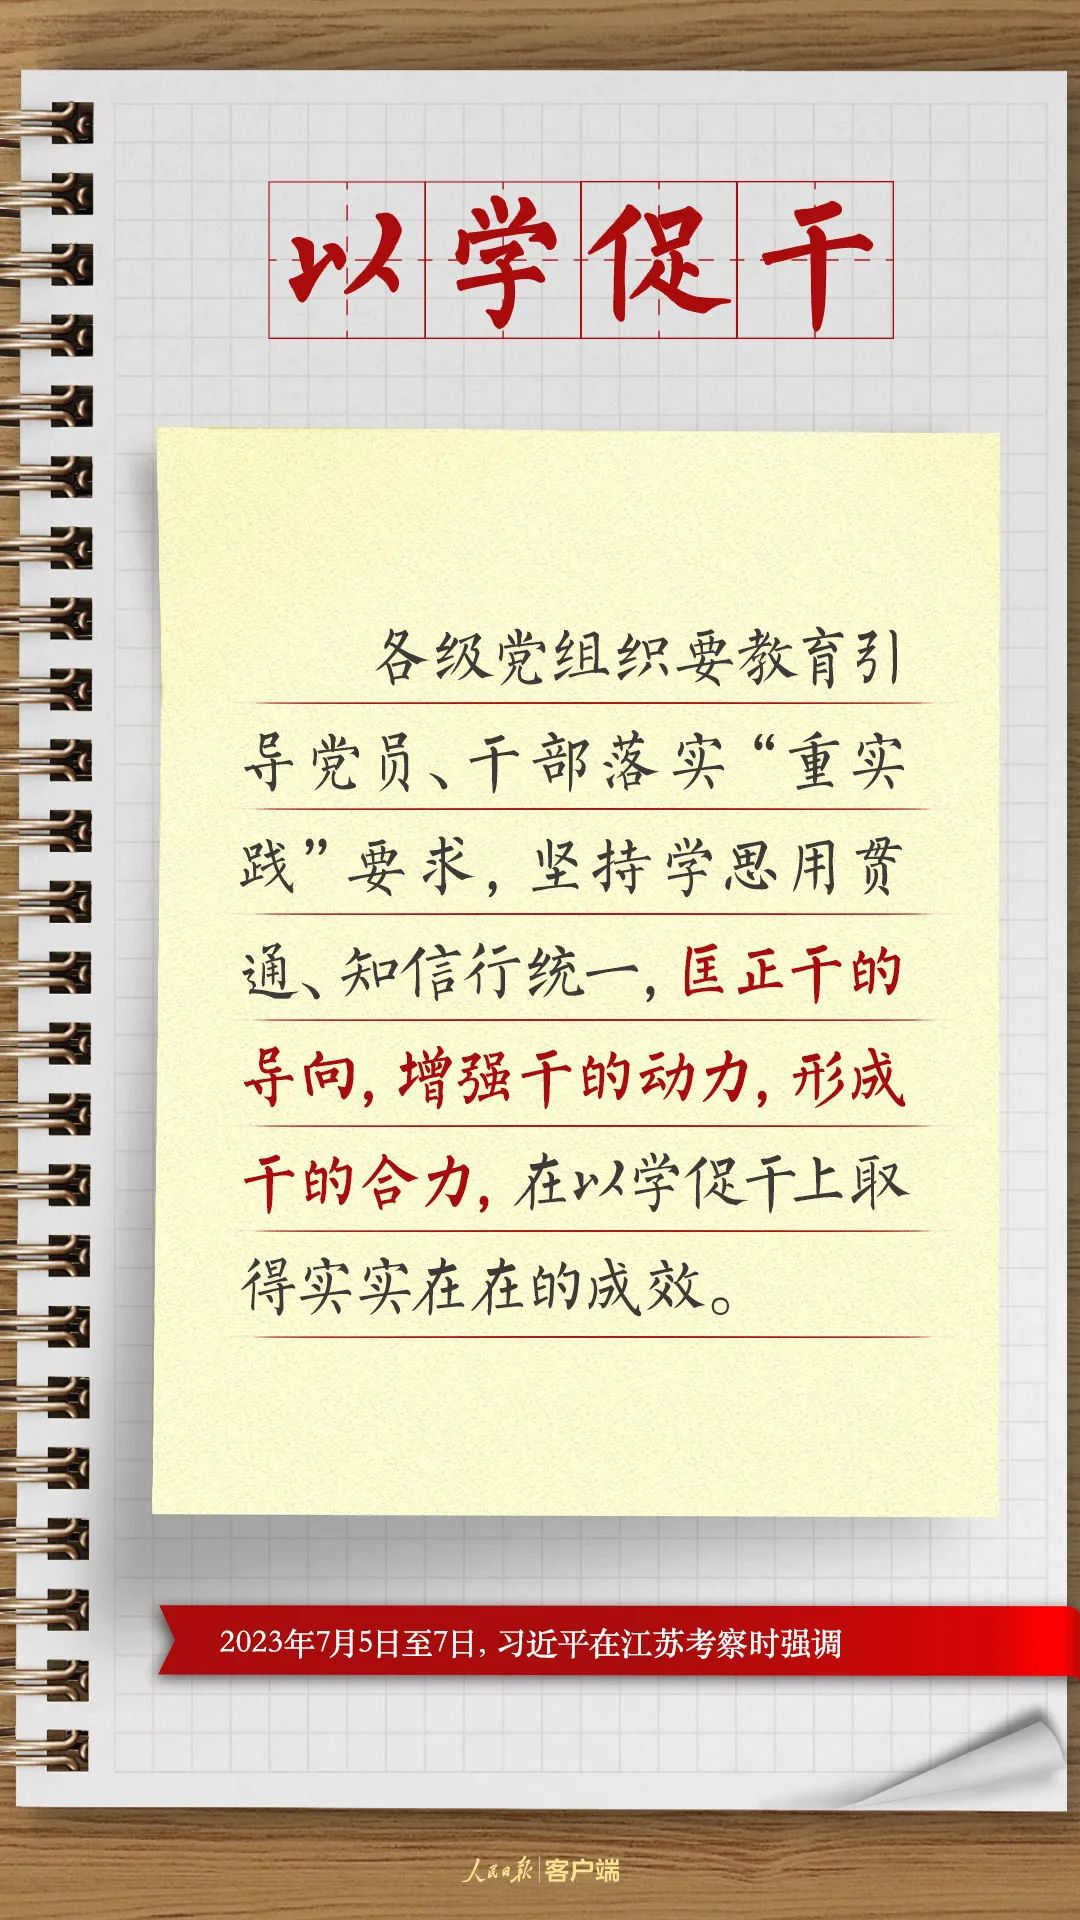 以学促干
各级党组织要教育引
导党员、干部落实“重实
践”要求，坚持学思用贯
通、知信行统一，匡正干的
导向，增强干的动力，形成
干的合力，在以学促干上取
得实实在在的成效。
2023年7月5日至7日，习近平在江苏考察时强调
人民日报|客户端